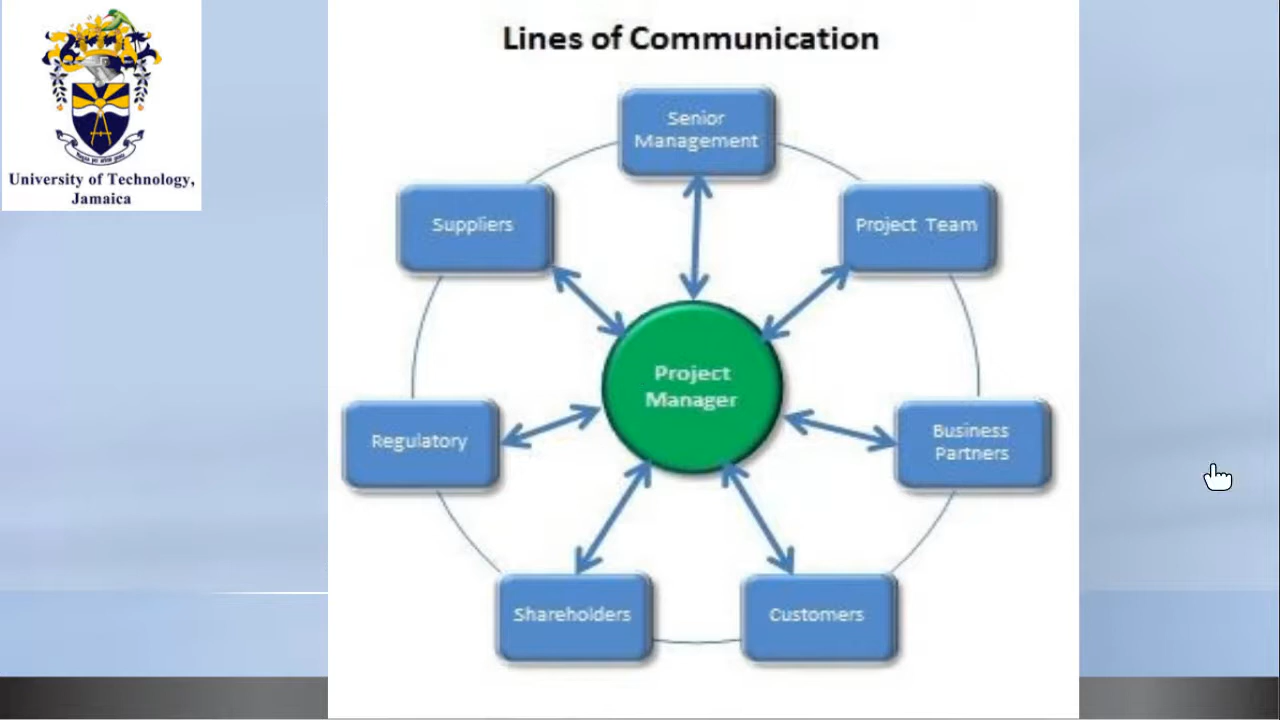 University of Technology,
Jamaica
Lines of Communication
Senior
Management
Suppliers
Project Team
Project
Manager
Regulatory
Business
Partners
Shareholders
Customers